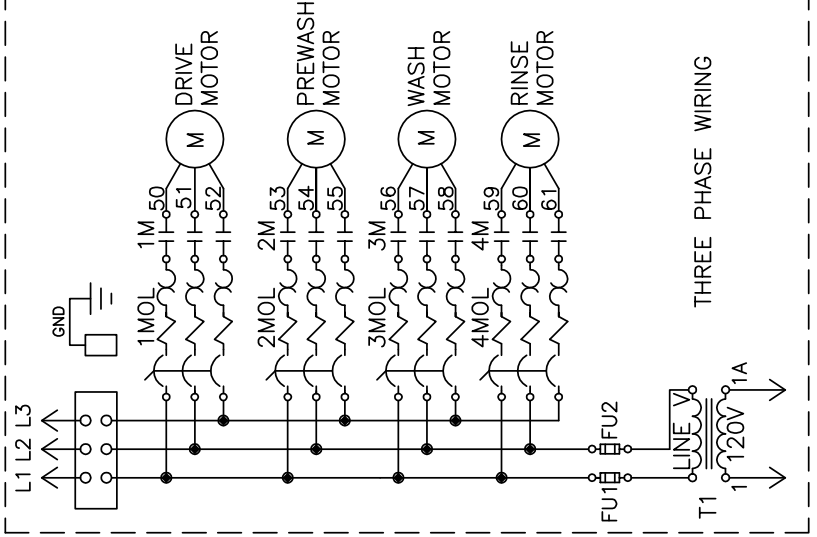 DRIVE
MOTOR
PREWASH
MOTOR
WASH
MOTOR
RINSE
MOTOR
M
M
M
M
50
51
52
53
54
55
56
57
58
59
60
61
1M
2M
3M
4M
GND
1MOL
2MOL
3MOL
4MOL
L1 L2 L3
FU1
FU2
LINE V
120V
T1
1
1A
THREE PHASE WIRING